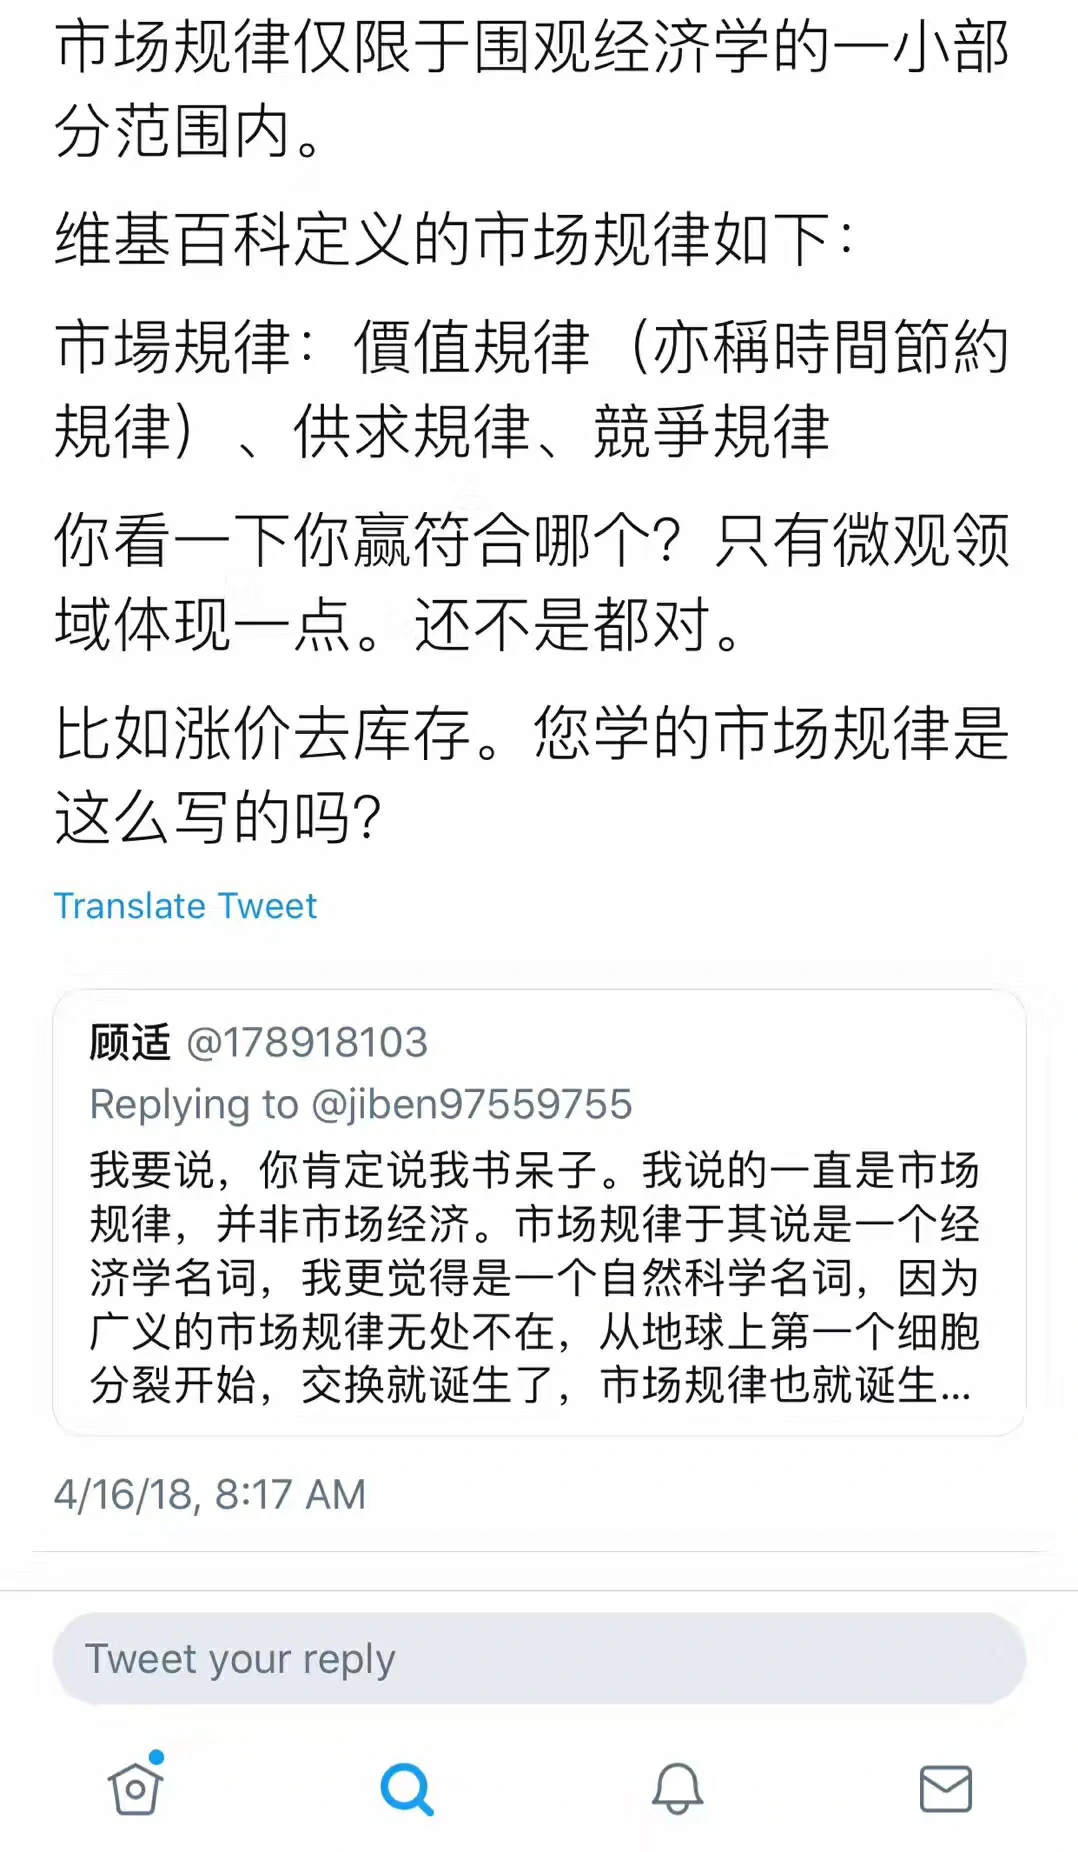 市场规律仅限于围观经济学的一小部
分范围内。
维基百科定义的市场规律如下：
市場規律：價值規律（亦稱時間節約
規律）、供求規律、競爭規律
你看一下你赢符合哪个？只有微观领
域体现一点。还不是都对。
比如涨价去库存。您学的市场规律是
这么写的吗？
Translate Tweet
顾适 @178918103
Replying to @jiben97559755
我要说，你肯定说我书呆子。我说的一直是市场
规律，并非市场经济。市场规律于其说是一个经
济学名词，我更觉得是一个自然科学名词，因为
广义的市场规律无处不在，从地球上第一个细胞
分裂开始，交换就诞生了，市场规律也就诞生...
4/16/18, 8:17 AM
Tweet your reply